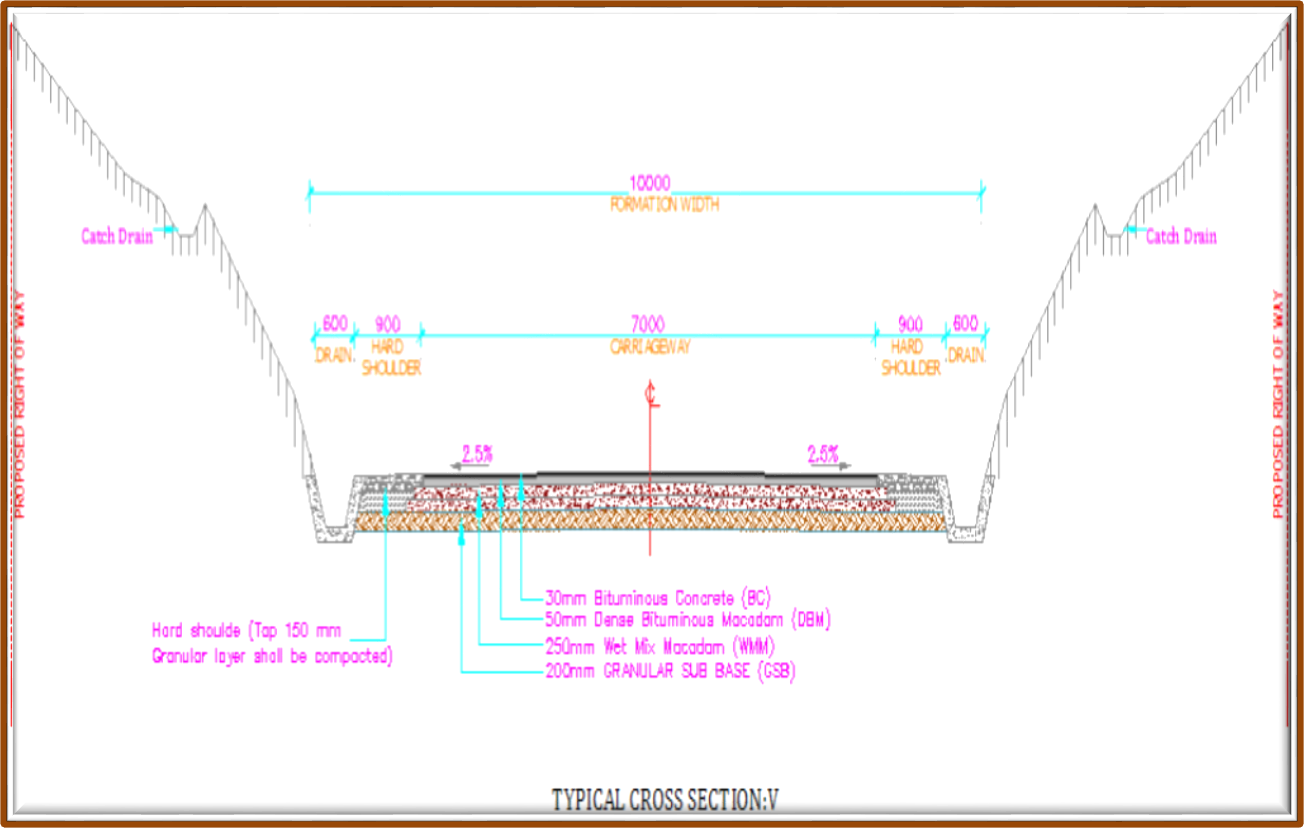 10000
FORMATION WIDTH
Catch Drain
Catch Drain
600
900
7000
900
600
DRAIN
HARD
SHOULDER
CARRIAGEWAY
HARD
SHOULDER
DRAIN
PROPOSED RIGHT OF WAY
PROPOSED RIGHT OF WAY
℄
2.5%
2.5%
30mm Bituminous Concrete (BC)
50mm Dense Bituminous Macadam (DBM)
250mm Wet Mix Macadam (WMM)
200mm GRANULAR SUB BASE (GSB)
Hard shoulde (Top 150 mm
Granular layer shall be compacted)
TYPICAL CROSS SECTION:V